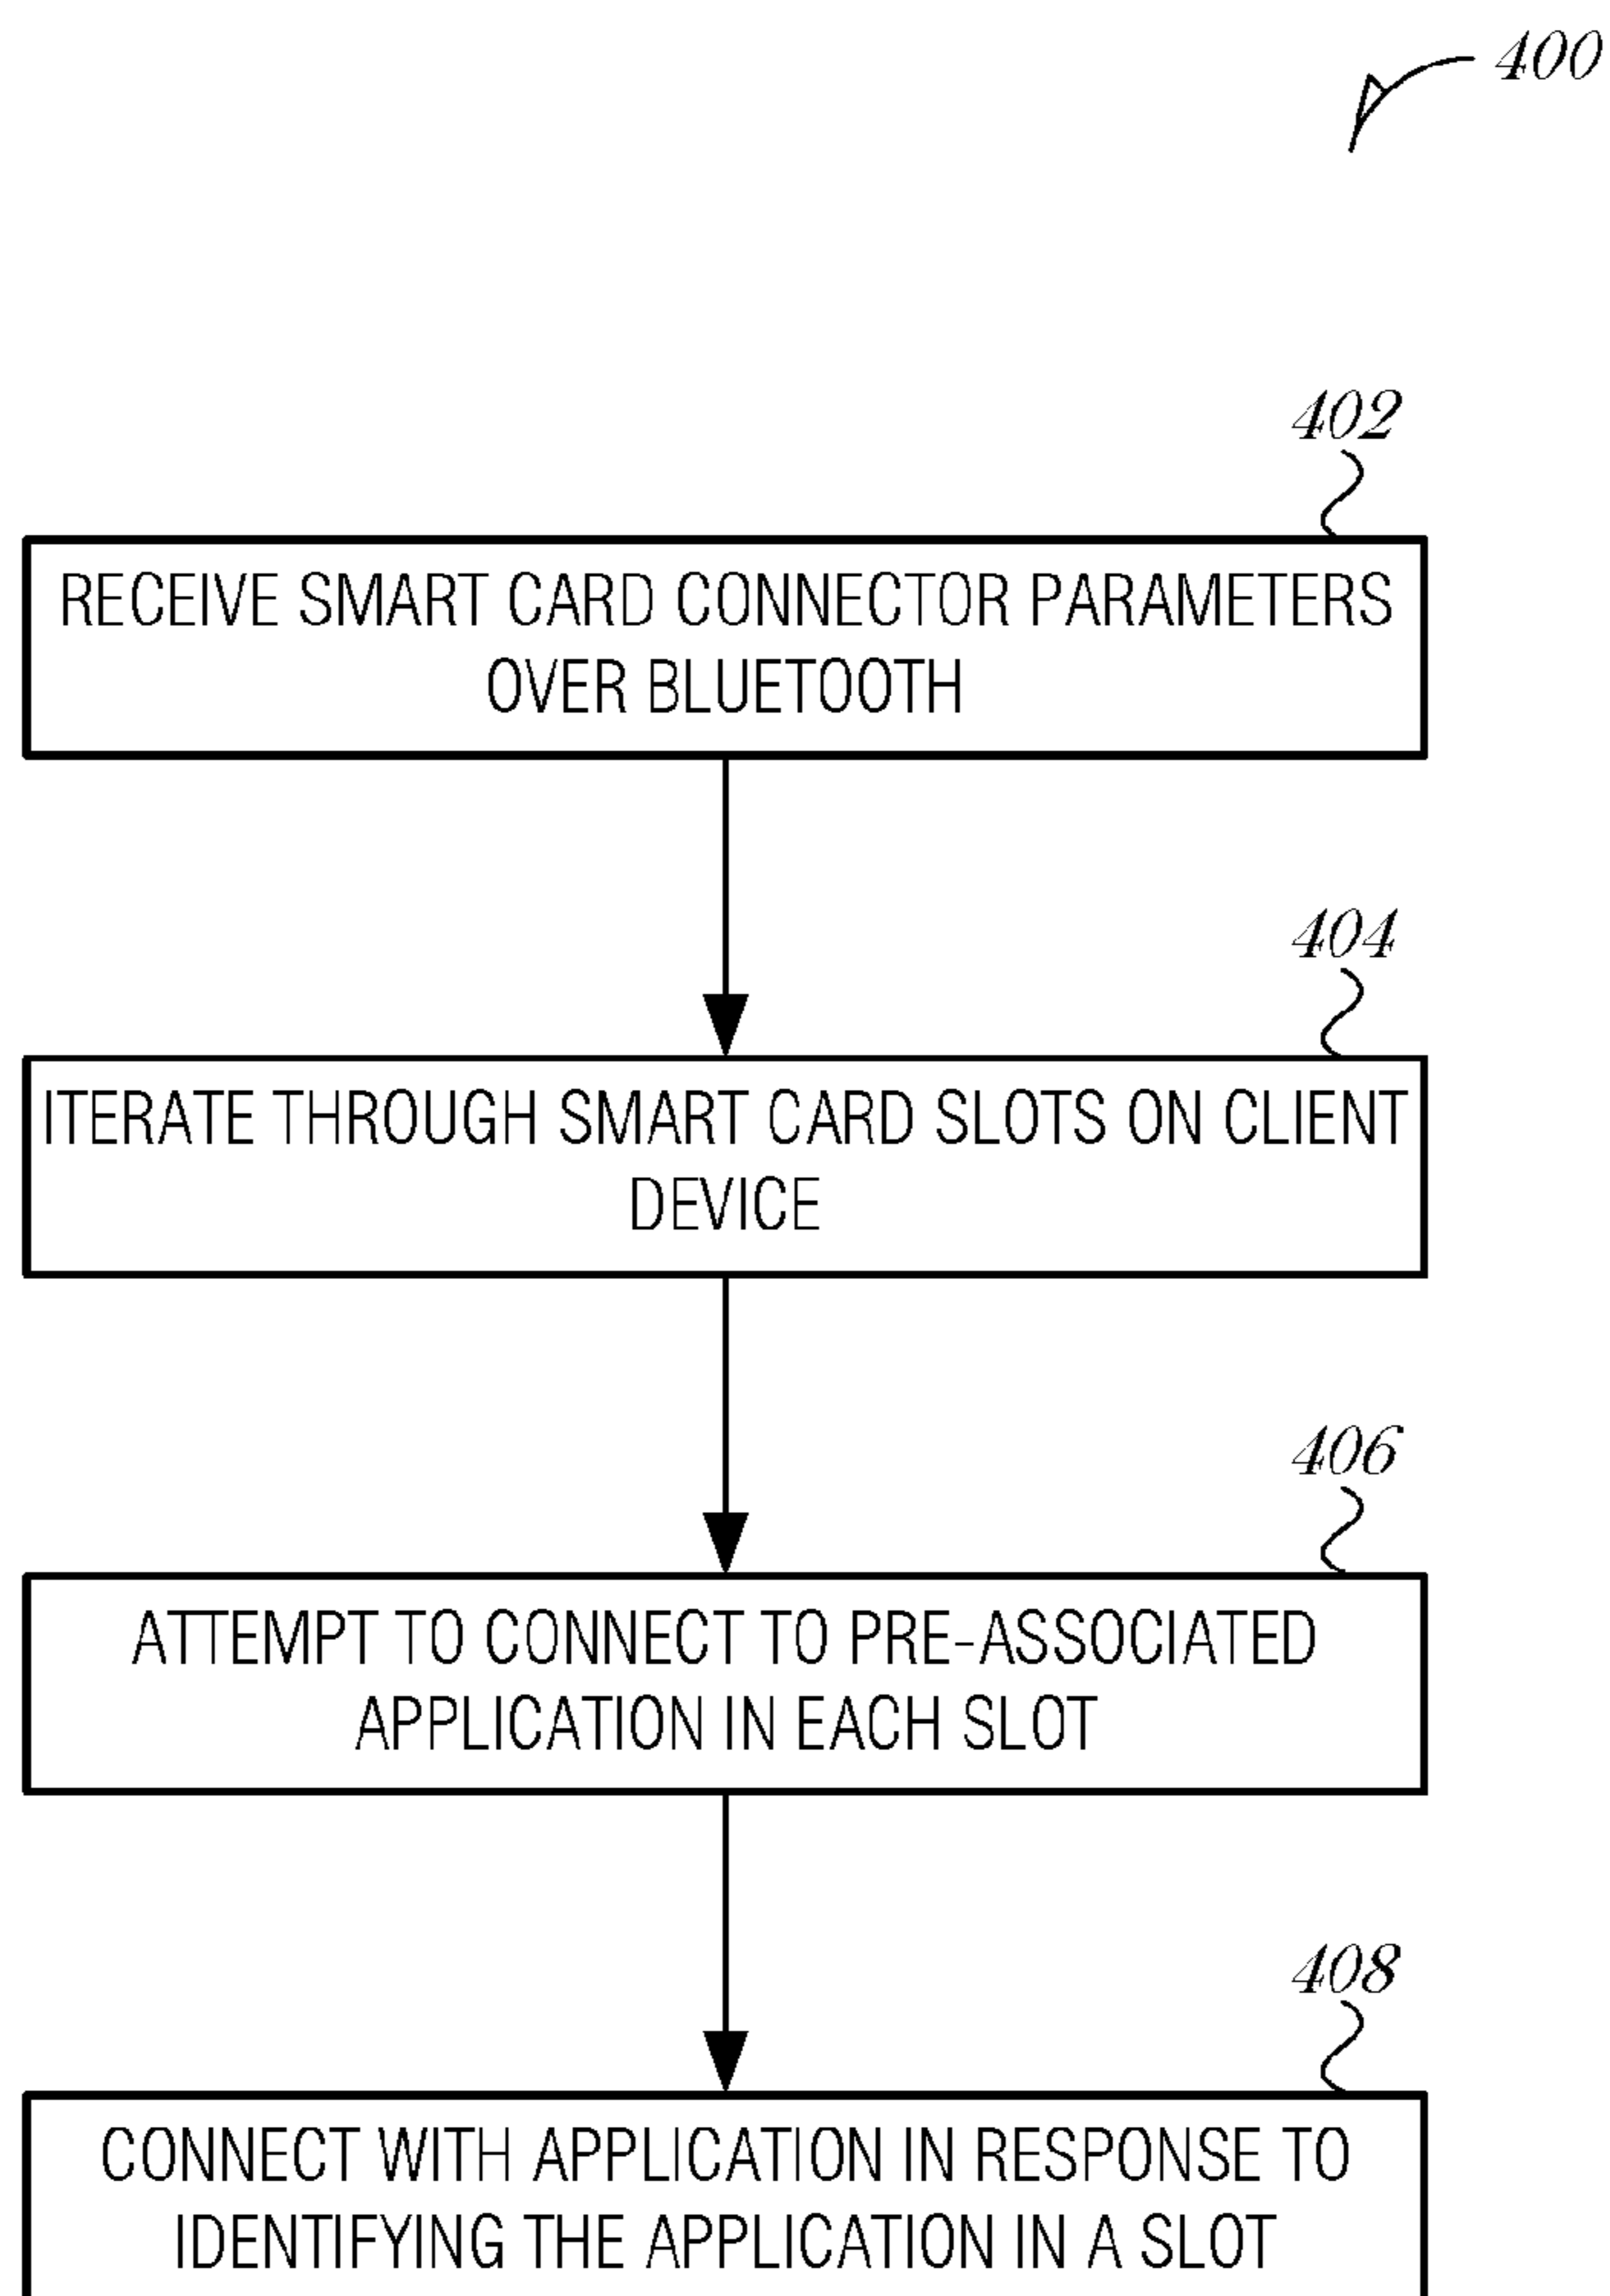 400
402
RECEIVE SMART CARD CONNECTOR PARAMETERS
OVER BLUETOOTH
404
ITERATE THROUGH SMART CARD SLOTS ON CLIENT
DEVICE
406
ATTEMPT TO CONNECT TO PRE-ASSOCIATED
APPLICATION IN EACH SLOT
408
CONNECT WITH APPLICATION IN RESPONSE TO
IDENTIFYING THE APPLICATION IN A SLOT